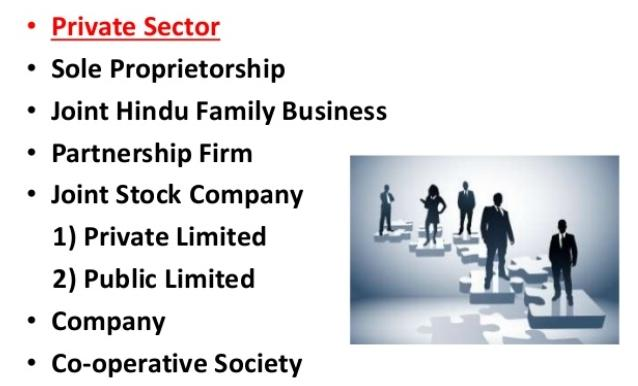 • Private Sector
• Sole Proprietorship
• Joint Hindu Family Business
• Partnership Firm
• Joint Stock Company
1) Private Limited
2) Public Limited
• Company
• Co-operative Society